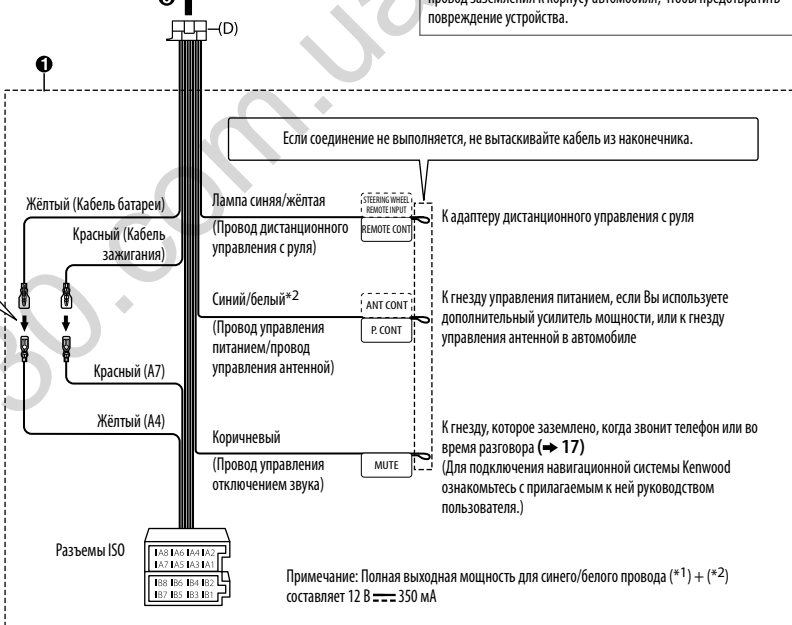 провод заземления к корпусу автомобиля, чтобы предотвратить
повреждение устройства.
(D)
1
Если соединение не выполняется, не вытаскивайте кабель из наконечника.
Жёлтый (Кабель батареи)
Красный (Кабель
зажигания)
Лампа синяя/жёлтая
(Провод дистанционного
управления с руля)
STEERING WHEEL
REMOTE INPUT
REMOTE CONT
К адаптеру дистанционного управления с руля
Синий/белый*2
(Провод управления
питанием/провод
управления антенной)
ANT CONT
P. CONT
К гнезду управления питанием, если Вы используете
дополнительный усилитель мощности, или к гнезду
управления антенной в автомобиле
Красный (A7)
Жёлтый (A4)
Коричневый
(Провод управления
отключением звука)
MUTE
К гнезду, которое заземлено, когда звонит телефон или во
время разговора (➜ 17)
(Для подключения навигационной системы Kenwood
ознакомьтесь с прилагаемым к ней руководством
пользователя.)
Разъемы ISO
A8 A6 A4 A2
A7 A5 A3 A1
B8 B6 B4 B2
B7 B5 B3 B1
Примечание: Полная выходная мощность для синего/белого провода (*1) + (*2)
составляет 12 В ⎓ 350 мА
30.com.ua